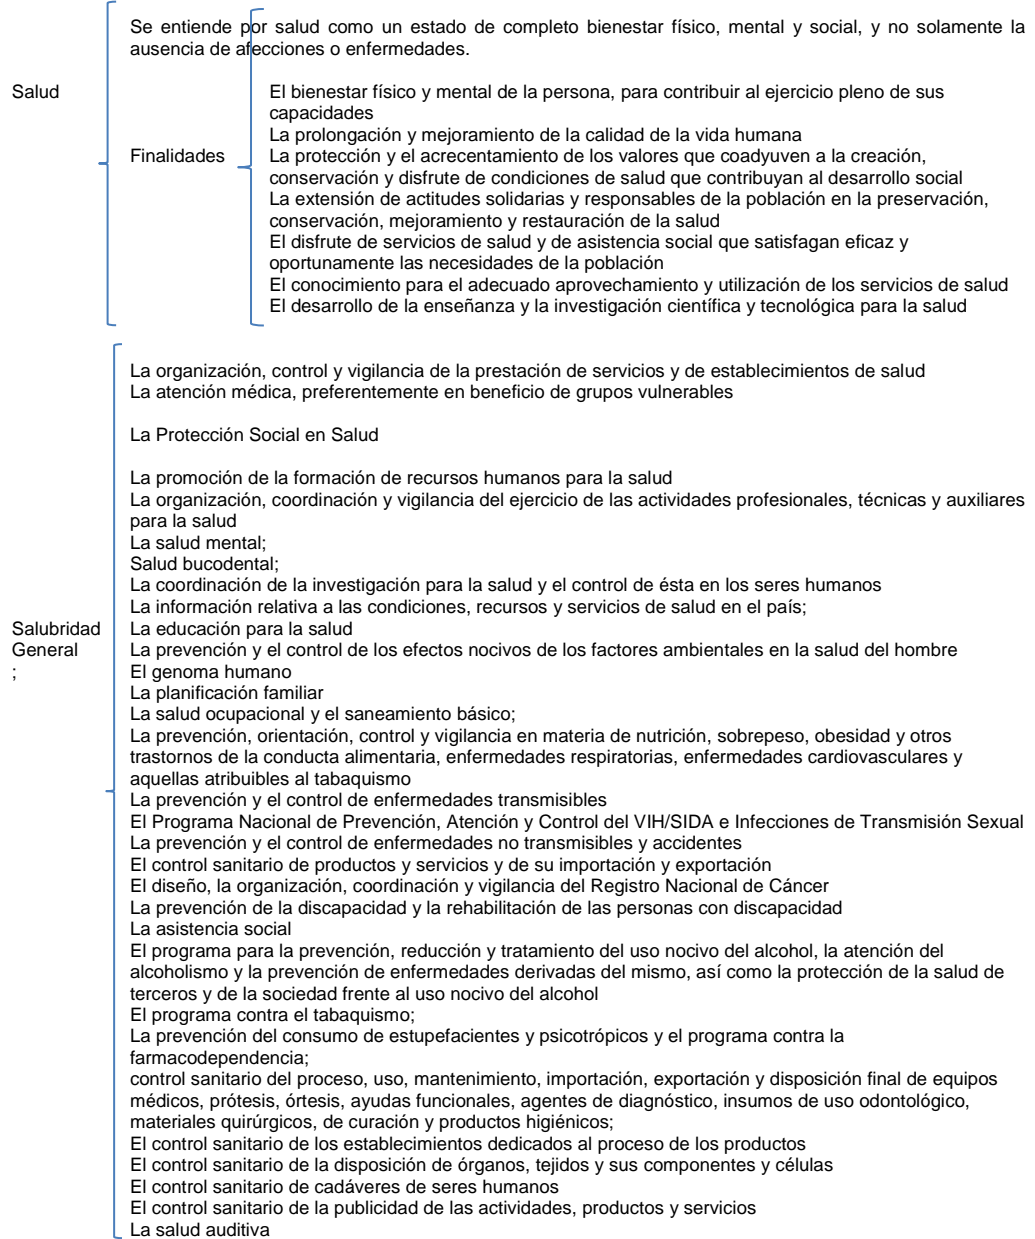 Se entiende por salud como un estado de completo bienestar físico, mental y social, y no solamente la
ausencia de afecciones o enfermedades.
Salud
El bienestar físico y mental de la persona, para contribuir al ejercicio pleno de sus
capacidades
La prolongación y mejoramiento de la calidad de la vida humana
Finalidades
La protección y el acrecentamiento de los valores que coadyuven a la creación,
conservación y disfrute de condiciones de salud que contribuyan al desarrollo social
La extensión de actitudes solidarias y responsables de la población en la preservación,
conservación, mejoramiento y restauración de la salud
El disfrute de servicios de salud y de asistencia social que satisfagan eficaz y
oportunamente las necesidades de la población
El conocimiento para el adecuado aprovechamiento y utilización de los servicios de salud
El desarrollo de la enseñanza y la investigación científica y tecnológica para la salud
La organización, control y vigilancia de la prestación de servicios y de establecimientos de salud
La atención médica, preferentemente en beneficio de grupos vulnerables
La Protección Social en Salud
La promoción de la formación de recursos humanos para la salud
La organización, coordinación y vigilancia del ejercicio de las actividades profesionales, técnicas y auxiliares
para la salud
La salud mental;
Salud bucodental;
La coordinación de la investigación para la salud y el control de ésta en los seres humanos
La información relativa a las condiciones, recursos y servicios de salud en el país;
Salubridad
General
;
La educación para la salud
La prevención y el control de los efectos nocivos de los factores ambientales en la salud del hombre
El genoma humano
La planificación familiar
La salud ocupacional y el saneamiento básico;
La prevención, orientación, control y vigilancia en materia de nutrición, sobrepeso, obesidad y otros
trastornos de la conducta alimentaria, enfermedades respiratorias, enfermedades cardiovasculares y
aquellas atribuibles al tabaquismo
La prevención y el control de enfermedades transmisibles
El Programa Nacional de Prevención, Atención y Control del VIH/SIDA e Infecciones de Transmisión Sexual
La prevención y el control de enfermedades no transmisibles y accidentes
El control sanitario de productos y servicios y de su importación y exportación
El diseño, la organización, coordinación y vigilancia del Registro Nacional de Cáncer
La prevención de la discapacidad y la rehabilitación de las personas con discapacidad
La asistencia social
El programa para la prevención, reducción y tratamiento del uso nocivo del alcohol, la atención del
alcoholismo y la prevención de enfermedades derivadas del mismo, así como la protección de la salud de
terceros y de la sociedad frente al uso nocivo del alcohol
El programa contra el tabaquismo;
La prevención del consumo de estupefacientes y psicotrópicos y el programa contra la
farmacodependencia;
control sanitario del proceso, uso, mantenimiento, importación, exportación y disposición final de equipos
médicos, prótesis, órtesis, ayudas funcionales, agentes de diagnóstico, insumos de uso odontológico,
materiales quirúrgicos, de curación y productos higiénicos;
El control sanitario de los establecimientos dedicados al proceso de los productos
El control sanitario de la disposición de órganos, tejidos y sus componentes y células
El control sanitario de cadáveres de seres humanos
El control sanitario de la publicidad de las actividades, productos y servicios
La salud auditiva